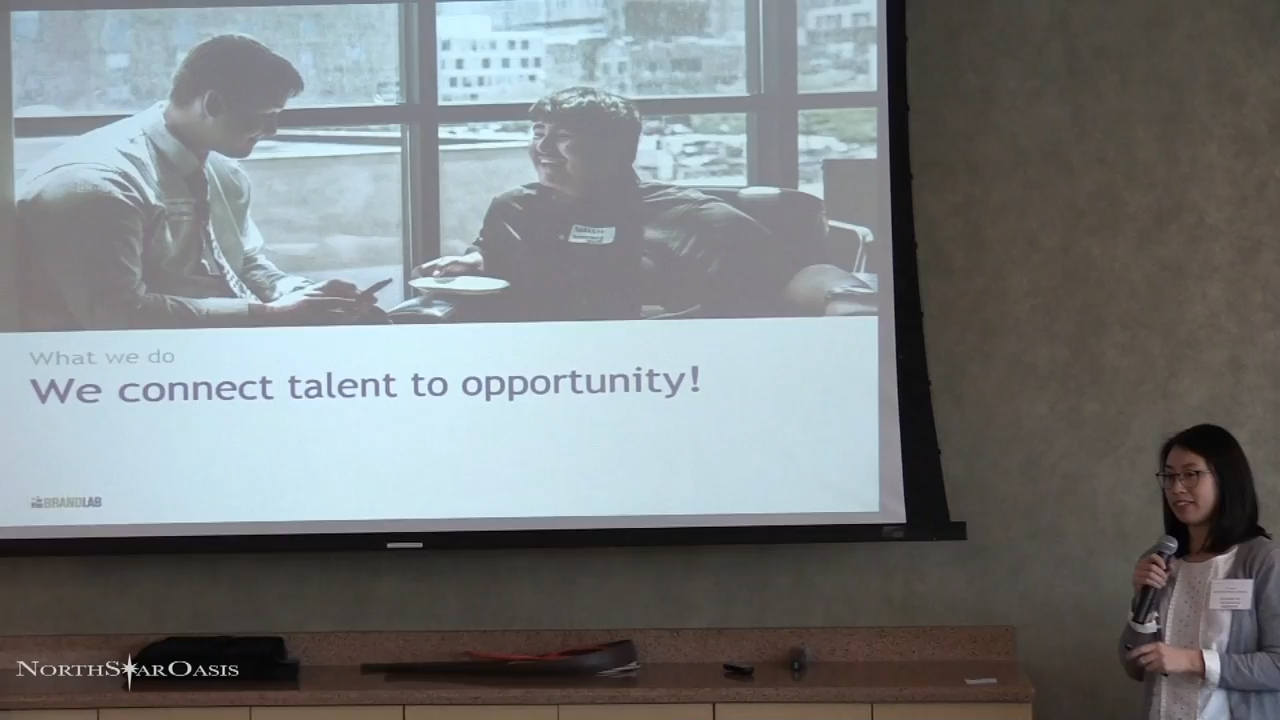 What we do
We connect talent to opportunity!
BRANDLAB
NORTHSTAROASIS